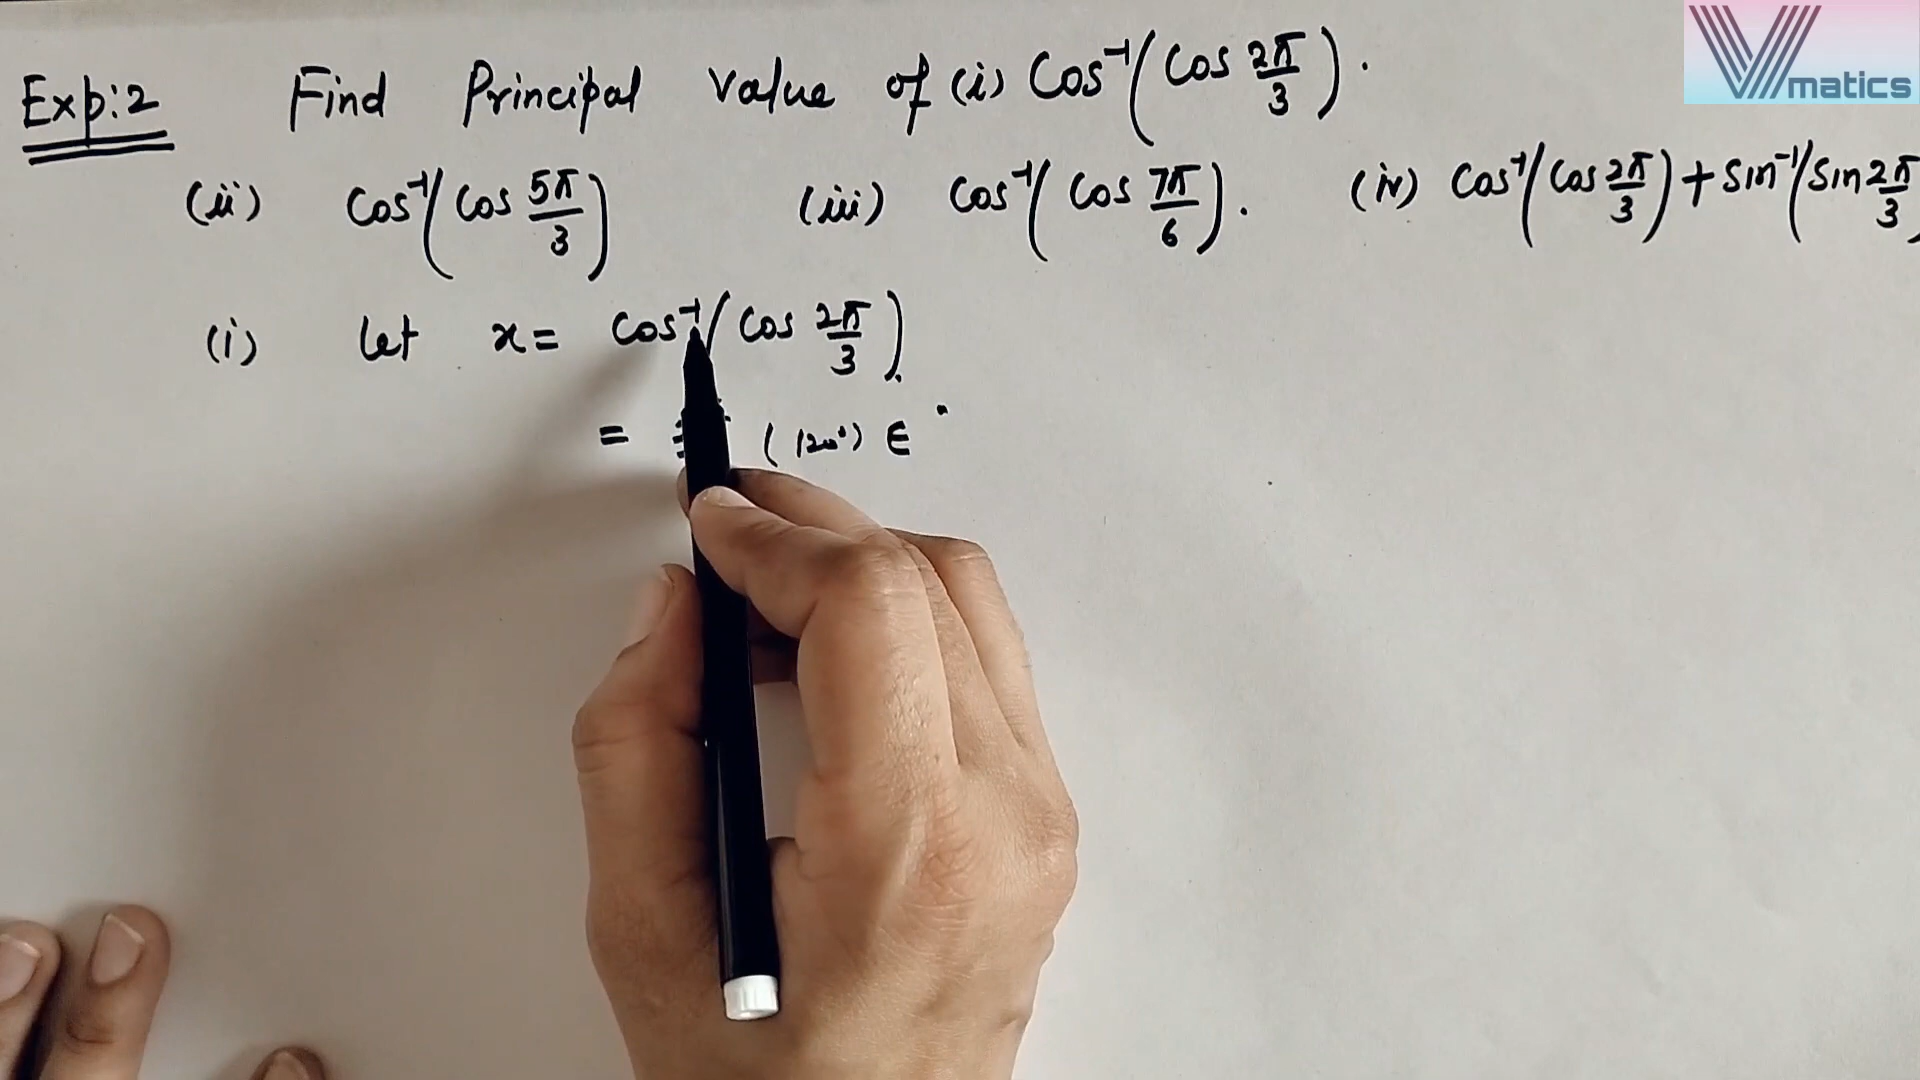 Vmatics
Exp:2 Find Principal value of (i) Cos⁻¹(Cos 2π/3).
(ii) Cos⁻¹(Cos 5π/3) (iii) Cos⁻¹(Cos 7π/6). (iv) Cos⁻¹(Cos 2π/3) + Sin⁻¹(Sin 2π/3)
(i) Let x = Cos⁻¹(Cos 2π/3).
= (120°) ∈